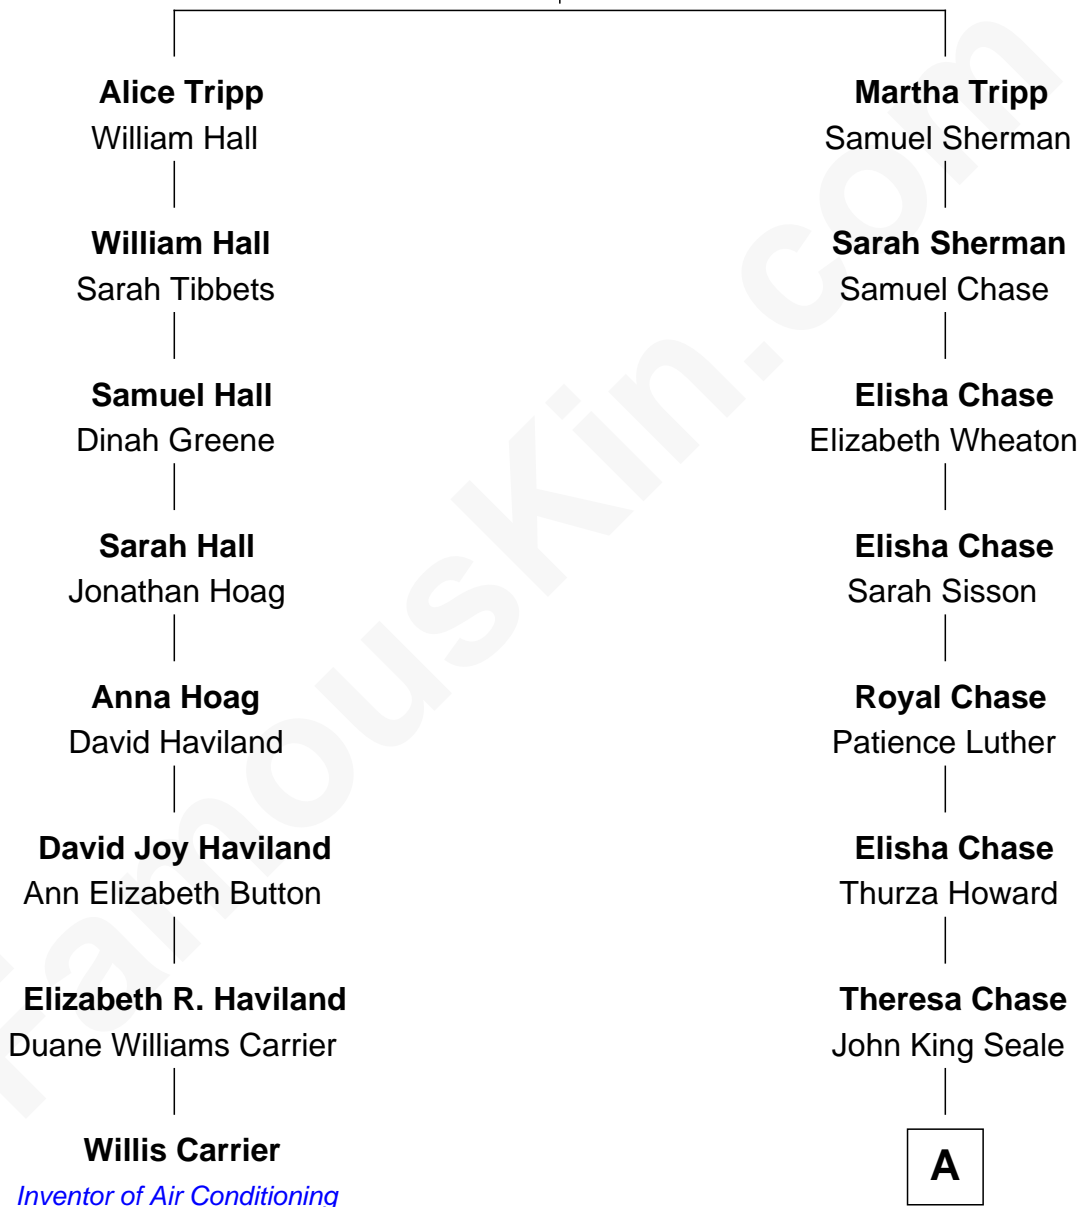 Alice Tripp
William Hall
William Hall
Sarah Tibbets
Samuel Hall
Dinah Greene
Sarah Hall
Jonathan Hoag
Anna Hoag
David Haviland
David Joy Haviland
Ann Elizabeth Button
Elizabeth R. Haviland
Duane Williams Carrier
Willis Carrier
Inventor of Air Conditioning
Martha Tripp
Samuel Sherman
Sarah Sherman
Samuel Chase
Elisha Chase
Elizabeth Wheaton
Elisha Chase
Sarah Sisson
Royal Chase
Patience Luther
Elisha Chase
Thurza Howard
Theresa Chase
John King Seale
A
FamousKin.com